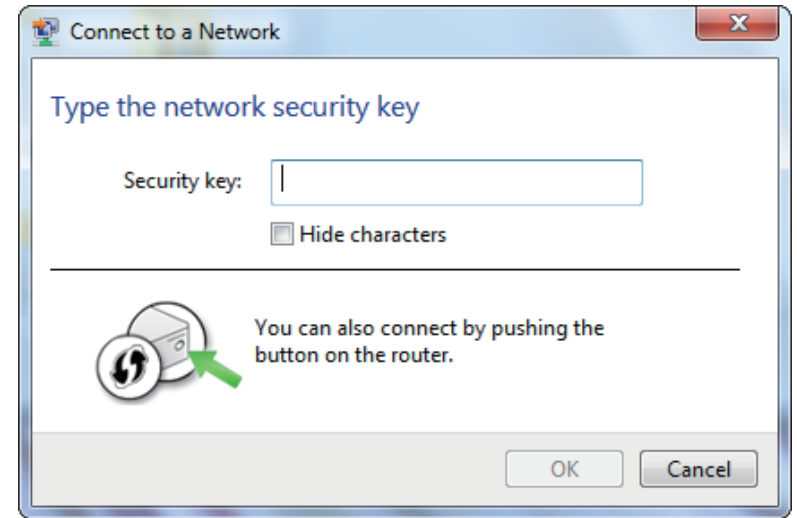 Connect to a Network
Type the network security key
Security key:
Hide characters
You can also connect by pushing the
button on the router.
OK
Cancel